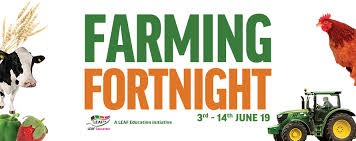 FARMING
FORTNIGHT
3rd - 14th JUNE 19
A LEAF Education Initiative